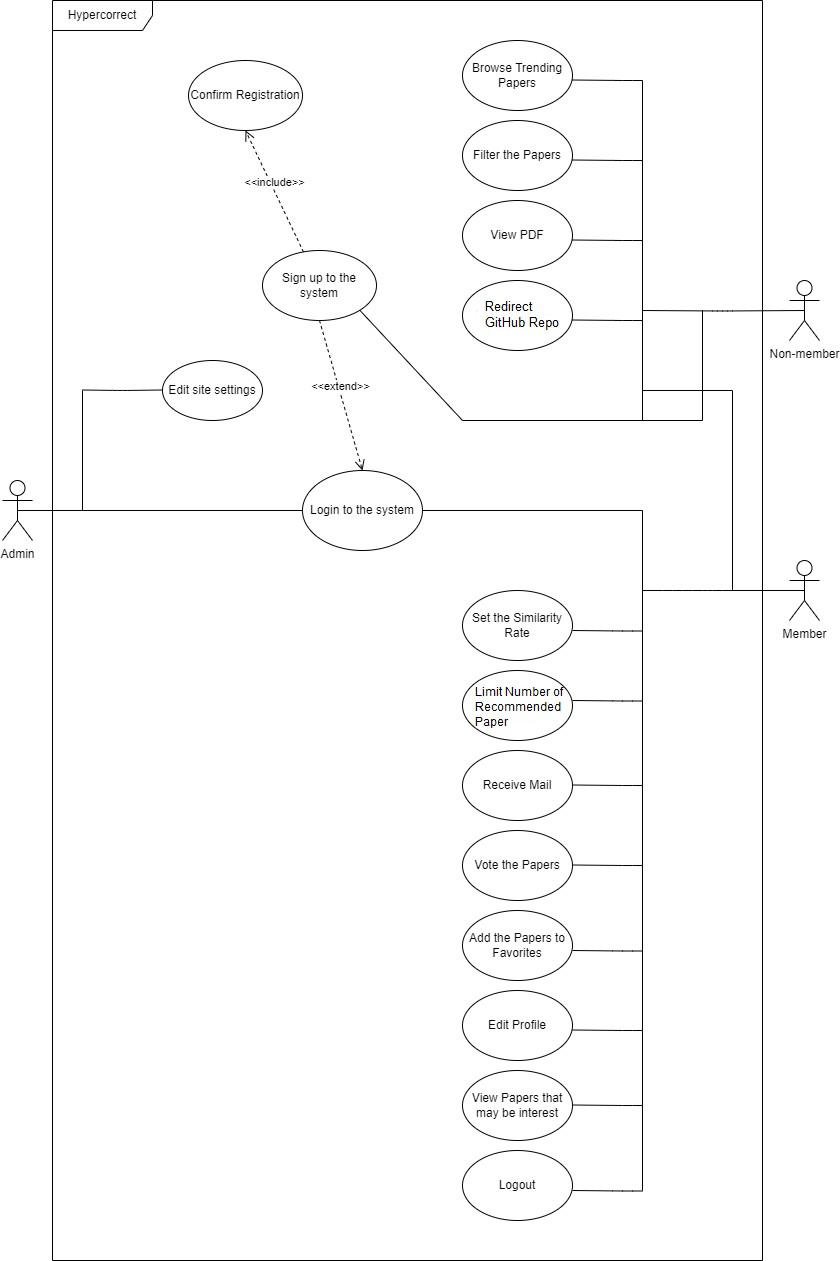 Hypercorrect
Browse Trending
Papers
Confirm Registration
Filter the Papers
<<include>>
View PDF
Sign up to the
system
Redirect
GitHub Repo
Non-member
<<extend>>
Edit site settings
Login to the system
Admin
Set the Similarity
Rate
Member
Limit Number of
Recommended
Paper
Receive Mail
Vote the Papers
Add the Papers to
Favorites
Edit Profile
View Papers that
may be interest
Logout